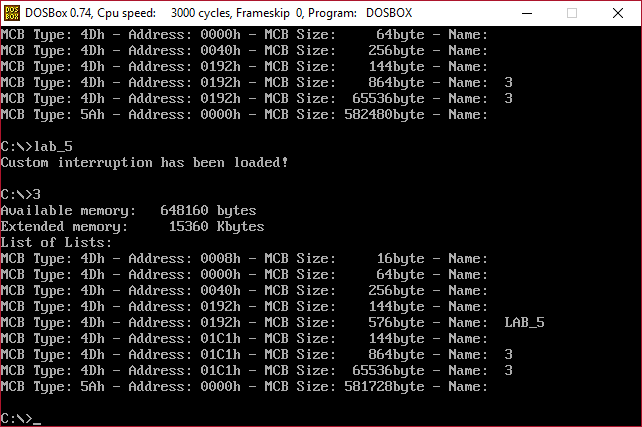 DOS
BOX
DOSBox 0.74, Cpu speed:    3000 cycles, Frameskip  0, Program:   DOSBOX
MCB Type: 4Dh - Address: 0000h - MCB Size:     64byte - Name:
MCB Type: 4Dh - Address: 0040h - MCB Size:    256byte - Name:
MCB Type: 4Dh - Address: 0192h - MCB Size:    144byte - Name:
MCB Type: 4Dh - Address: 0192h - MCB Size:    864byte - Name:  3
MCB Type: 4Dh - Address: 0192h - MCB Size:  65536byte - Name:  3
MCB Type: 5Ah - Address: 0000h - MCB Size: 582480byte - Name:
C:\>lab_5
Custom interruption has been loaded!
C:\>3
Available memory:   648160 bytes
Extended memory:     15360 Kbytes
List of Lists:
MCB Type: 4Dh - Address: 0008h - MCB Size:     16byte - Name:
MCB Type: 4Dh - Address: 0000h - MCB Size:     64byte - Name:
MCB Type: 4Dh - Address: 0040h - MCB Size:    256byte - Name:
MCB Type: 4Dh - Address: 0192h - MCB Size:    144byte - Name:
MCB Type: 4Dh - Address: 0192h - MCB Size:    576byte - Name:  LAB_5
MCB Type: 4Dh - Address: 01C1h - MCB Size:    144byte - Name:
MCB Type: 4Dh - Address: 01C1h - MCB Size:    864byte - Name:  3
MCB Type: 4Dh - Address: 01C1h - MCB Size:  65536byte - Name:  3
MCB Type: 5Ah - Address: 0000h - MCB Size: 581728byte - Name:
C:\>_